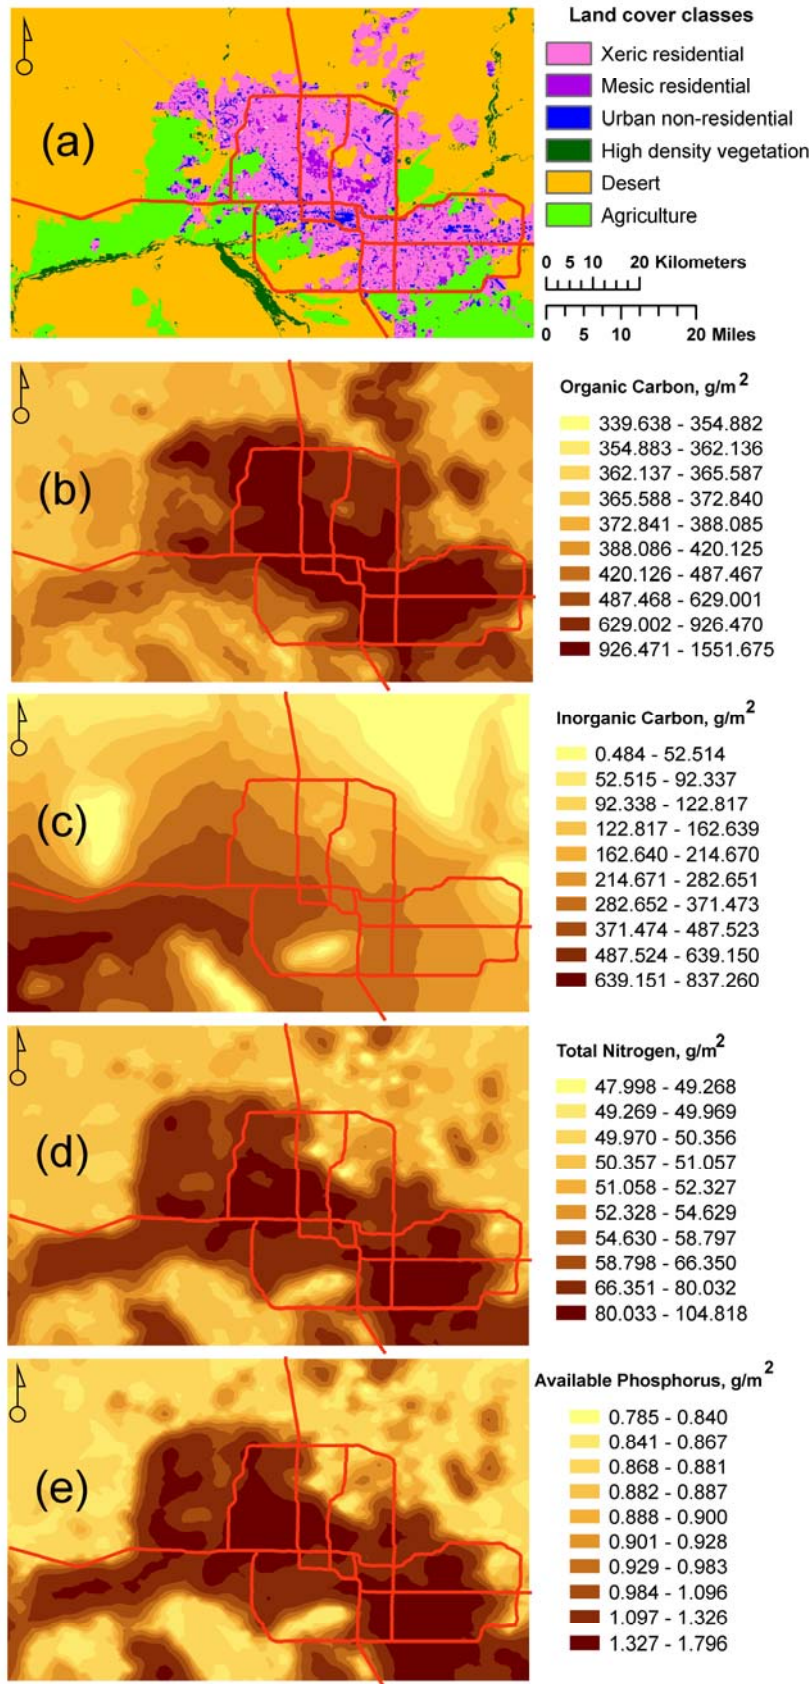 Land cover classes
Xeric residential
Mesic residential
Urban non-residential
High density vegetation
Desert
Agriculture
(a)
0 5 10 20 Kilometers
0 5 10 20 Miles
(b)
Organic Carbon, g/m2
339.638 - 354.882
354.883 - 362.136
362.137 - 365.587
365.588 - 372.840
372.841 - 388.085
388.086 - 420.125
420.126 - 487.467
487.468 - 629.001
629.002 - 926.470
926.471 - 1551.675
(c)
Inorganic Carbon, g/m2
0.484 - 52.514
52.515 - 92.337
92.338 - 122.817
122.817 - 162.639
162.640 - 214.670
214.671 - 282.651
282.652 - 371.473
371.474 - 487.523
487.524 - 639.150
639.151 - 837.260
(d)
Total Nitrogen, g/m2
47.998 - 49.268
49.269 - 49.969
49.970 - 50.356
50.357 - 51.057
51.058 - 52.327
52.328 - 54.629
54.630 - 58.797
58.798 - 66.350
66.351 - 80.032
80.033 - 104.818
(e)
Available Phosphorus, g/m2
0.785 - 0.840
0.841 - 0.867
0.868 - 0.881
0.882 - 0.887
0.888 - 0.900
0.901 - 0.928
0.929 - 0.983
0.984 - 1.096
1.097 - 1.326
1.327 - 1.796